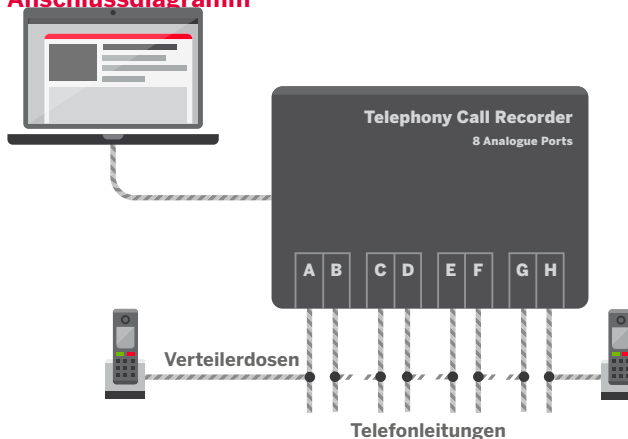 Anschlussdiagramm
Telephony Call Recorder
8 Analogue Ports
A B C D E F G H
Verteilerdosen
Telefonleitungen